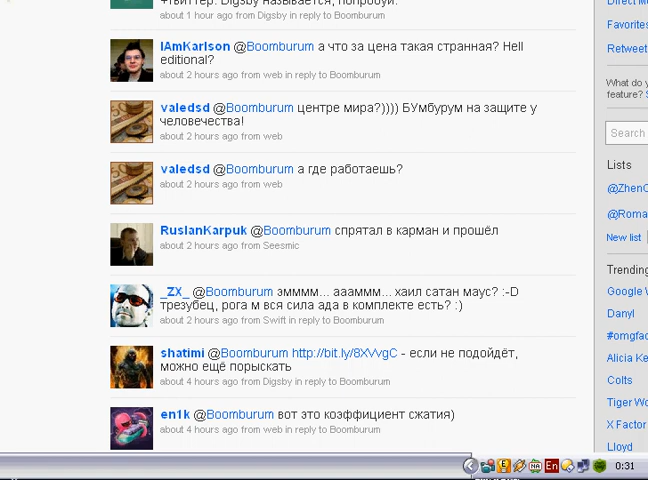 +твиттер. Digsby называется, попробуй.
about 1 hour ago from Digsby in reply to Boomburum
IAmKarlson @Boomburum а что за цена такая странная? Hell
editional?
about 2 hours ago from web in reply to Boomburum
valedsd @Boomburum центре мира?)))) БУмбурум на защите у
человечества!
about 2 hours ago from web
valedsd @Boomburum а где работаешь?
about 2 hours ago from web
RuslanKarpuk @Boomburum спрятал в карман и прошёл
about 2 hours ago from Seesmic
_ZX_ @Boomburum эмммм... аааммм... хаил сатан маус? :-D
трезубец, рога м вся сила ада в комплекте есть? :)
about 2 hours ago from Swift in reply to Boomburum
shatimi @Boomburum http://bit.ly/8XVvgC - если не подойдёт,
можно ещё порыскать
about 4 hours ago from Digsby in reply to Boomburum
en1k @Boomburum вот это коэффициент сжатия)
about 4 hours ago from web in reply to Boomburum
Direct M
Favorites
Retweet
What do y
feature? S
Search
Lists
@ZhenC
@Roma
New list
Trending
Google W
Danyl
#omgfac
Alicia Ke
Colts
Tiger Wo
X Factor
Lloyd
NA
En
0:31